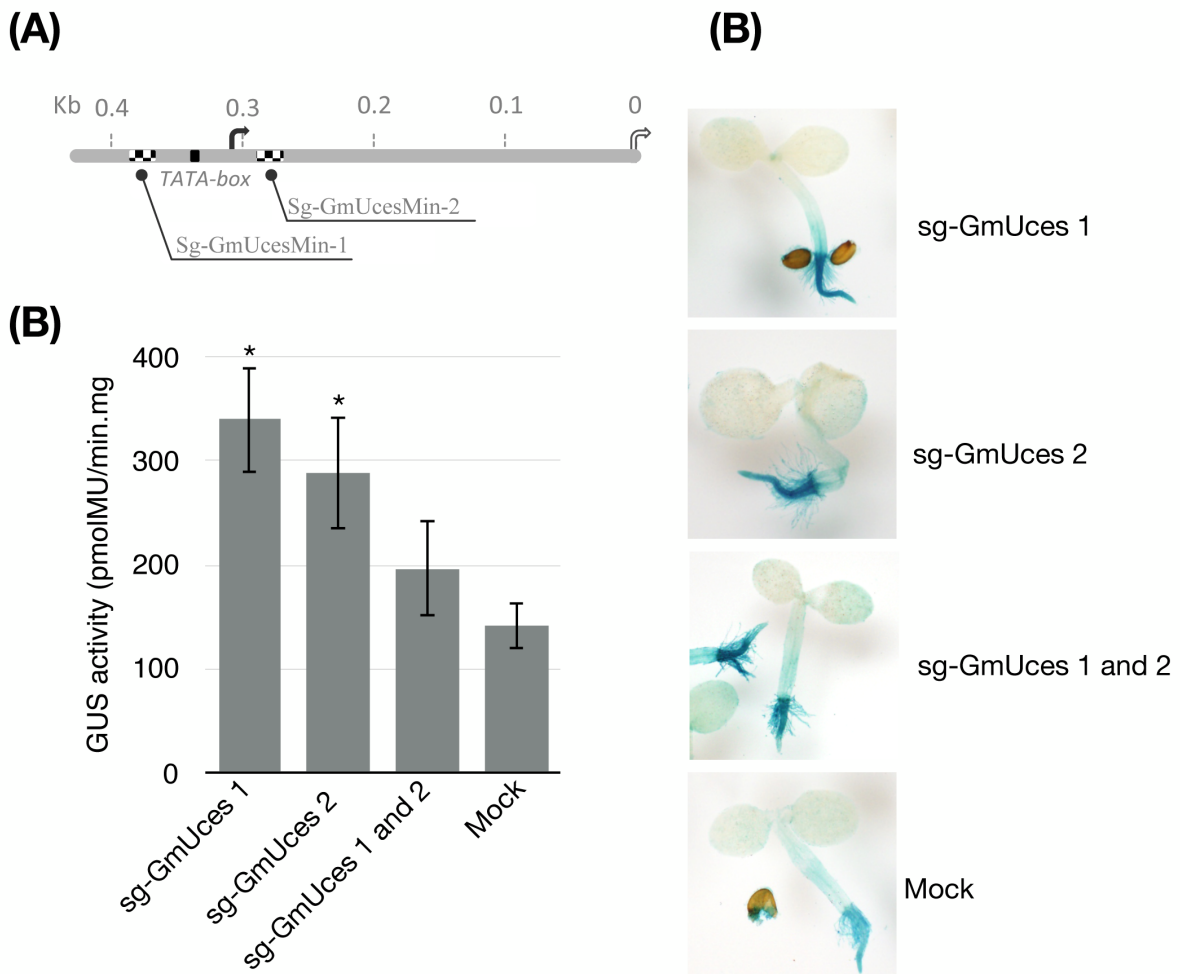 (A)
Kb 0.4 0.3 0.2 0.1 0
TATA-box
Sg-GmUcesMin-2
Sg-GmUcesMin-1
(B)
GUS activity (pmolMU/min.mg
400
300
200
100
0
*
*
sg-GmUces 1
sg-GmUces 2
sg-GmUces 1 and 2
Mock
(B)
sg-GmUces 1
sg-GmUces 2
sg-GmUces 1 and 2
Mock